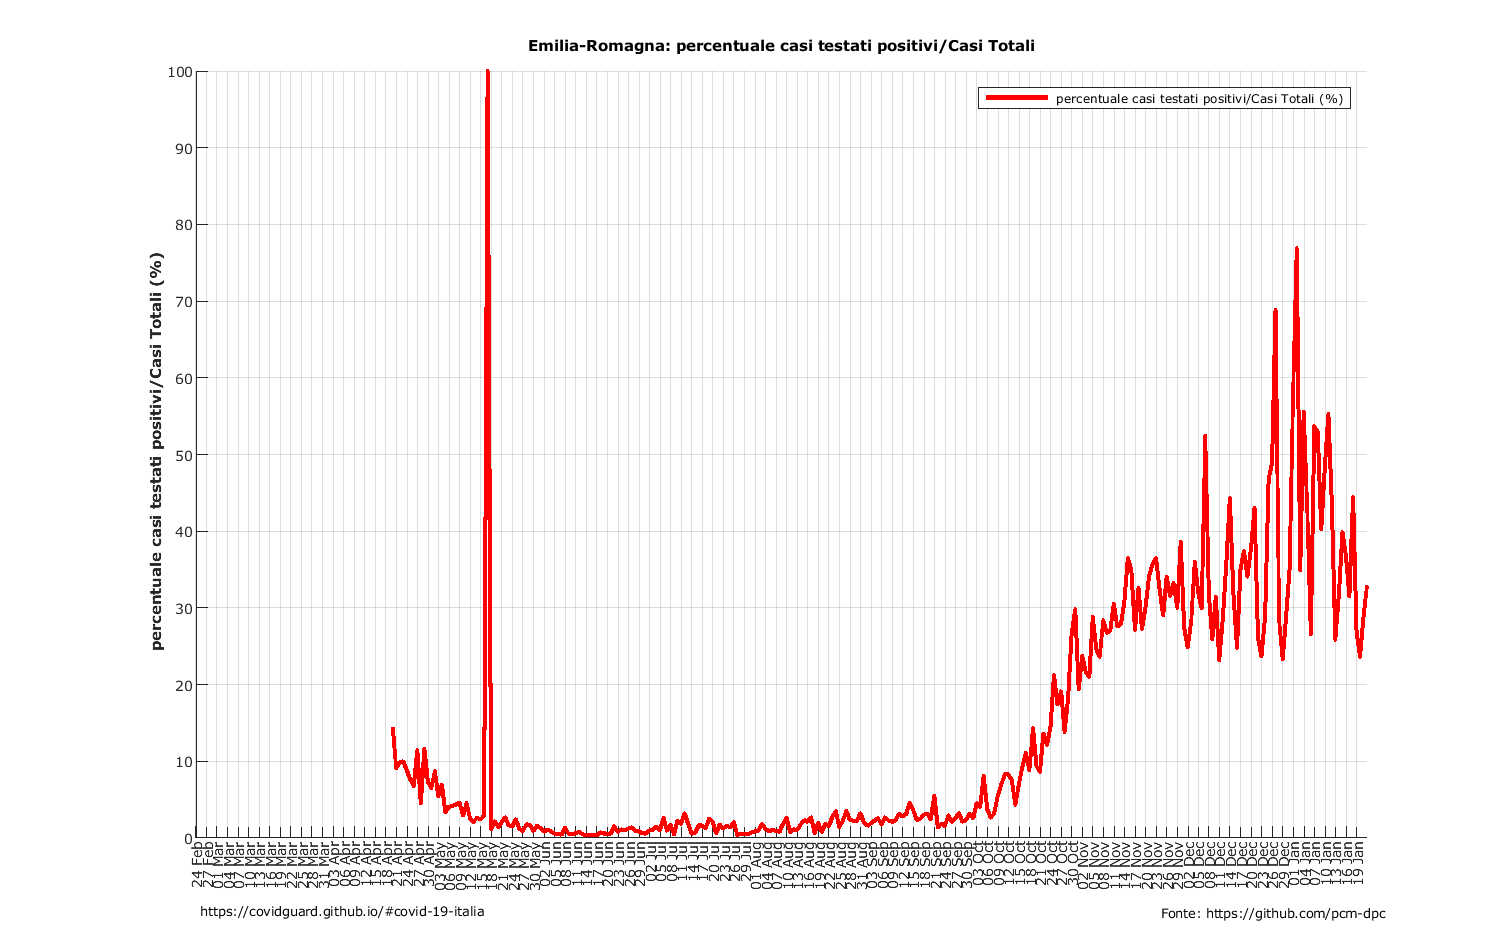 Emilia-Romagna: percentuale casi testati positivi/Casi Totali
percentuale casi testati positivi/Casi Totali (%)
percentuale casi testati positivi/Casi Totali (%)
100
90
80
70
60
50
40
30
20
10
0
24 Feb
27 Feb
01 Mar
04 Mar
07 Mar
10 Mar
13 Mar
16 Mar
19 Mar
22 Mar
25 Mar
28 Mar
31 Mar
03 Apr
06 Apr
09 Apr
12 Apr
15 Apr
18 Apr
21 Apr
24 Apr
27 Apr
30 Apr
03 May
06 May
09 May
12 May
15 May
18 May
21 May
24 May
27 May
30 May
02 Jun
05 Jun
08 Jun
11 Jun
14 Jun
17 Jun
20 Jun
23 Jun
26 Jun
29 Jun
02 Jul
05 Jul
08 Jul
11 Jul
14 Jul
17 Jul
20 Jul
23 Jul
26 Jul
29 Jul
01 Aug
04 Aug
07 Aug
10 Aug
13 Aug
16 Aug
19 Aug
22 Aug
25 Aug
28 Aug
31 Aug
03 Sep
06 Sep
09 Sep
12 Sep
15 Sep
18 Sep
21 Sep
24 Sep
27 Sep
30 Sep
03 Oct
06 Oct
09 Oct
12 Oct
15 Oct
18 Oct
21 Oct
24 Oct
27 Oct
30 Oct
02 Nov
05 Nov
08 Nov
11 Nov
14 Nov
17 Nov
20 Nov
23 Nov
26 Nov
29 Nov
02 Dec
05 Dec
08 Dec
11 Dec
14 Dec
17 Dec
20 Dec
23 Dec
26 Dec
29 Dec
01 Jan
04 Jan
07 Jan
10 Jan
13 Jan
16 Jan
19 Jan
https://covidguard.github.io/#covid-19-italia
Fonte: https://github.com/pcm-dpc